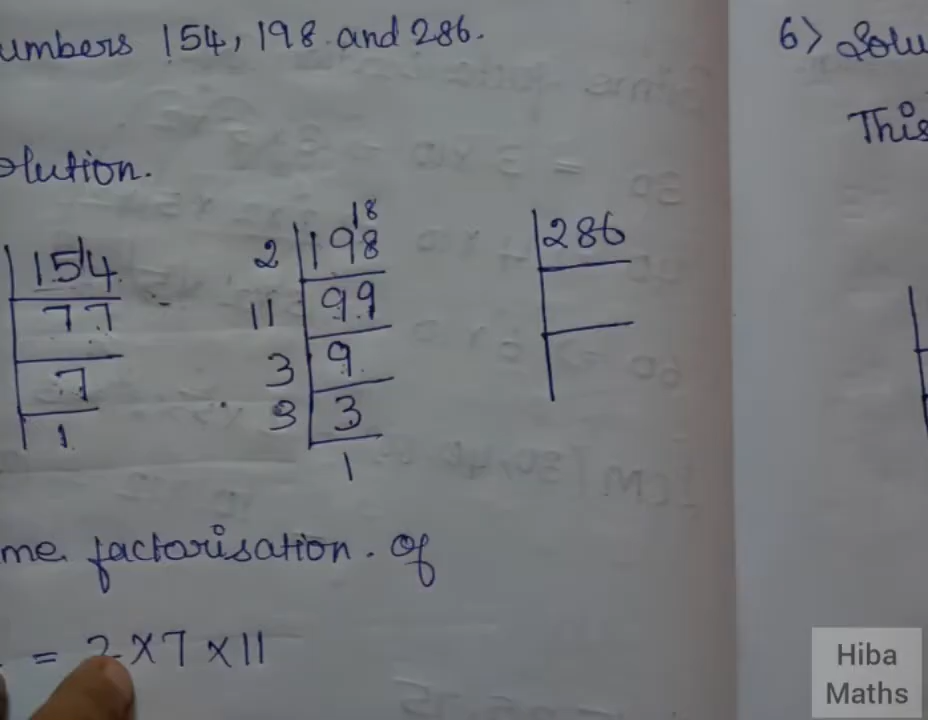 umbers 154, 198 and 286.
olution.
154
77
7
1
18
2 198
11 99
3 9
3 3
1
286
me factorisation. of
= 2 × 7 × 11
6) Solu
This
Hiba
Maths